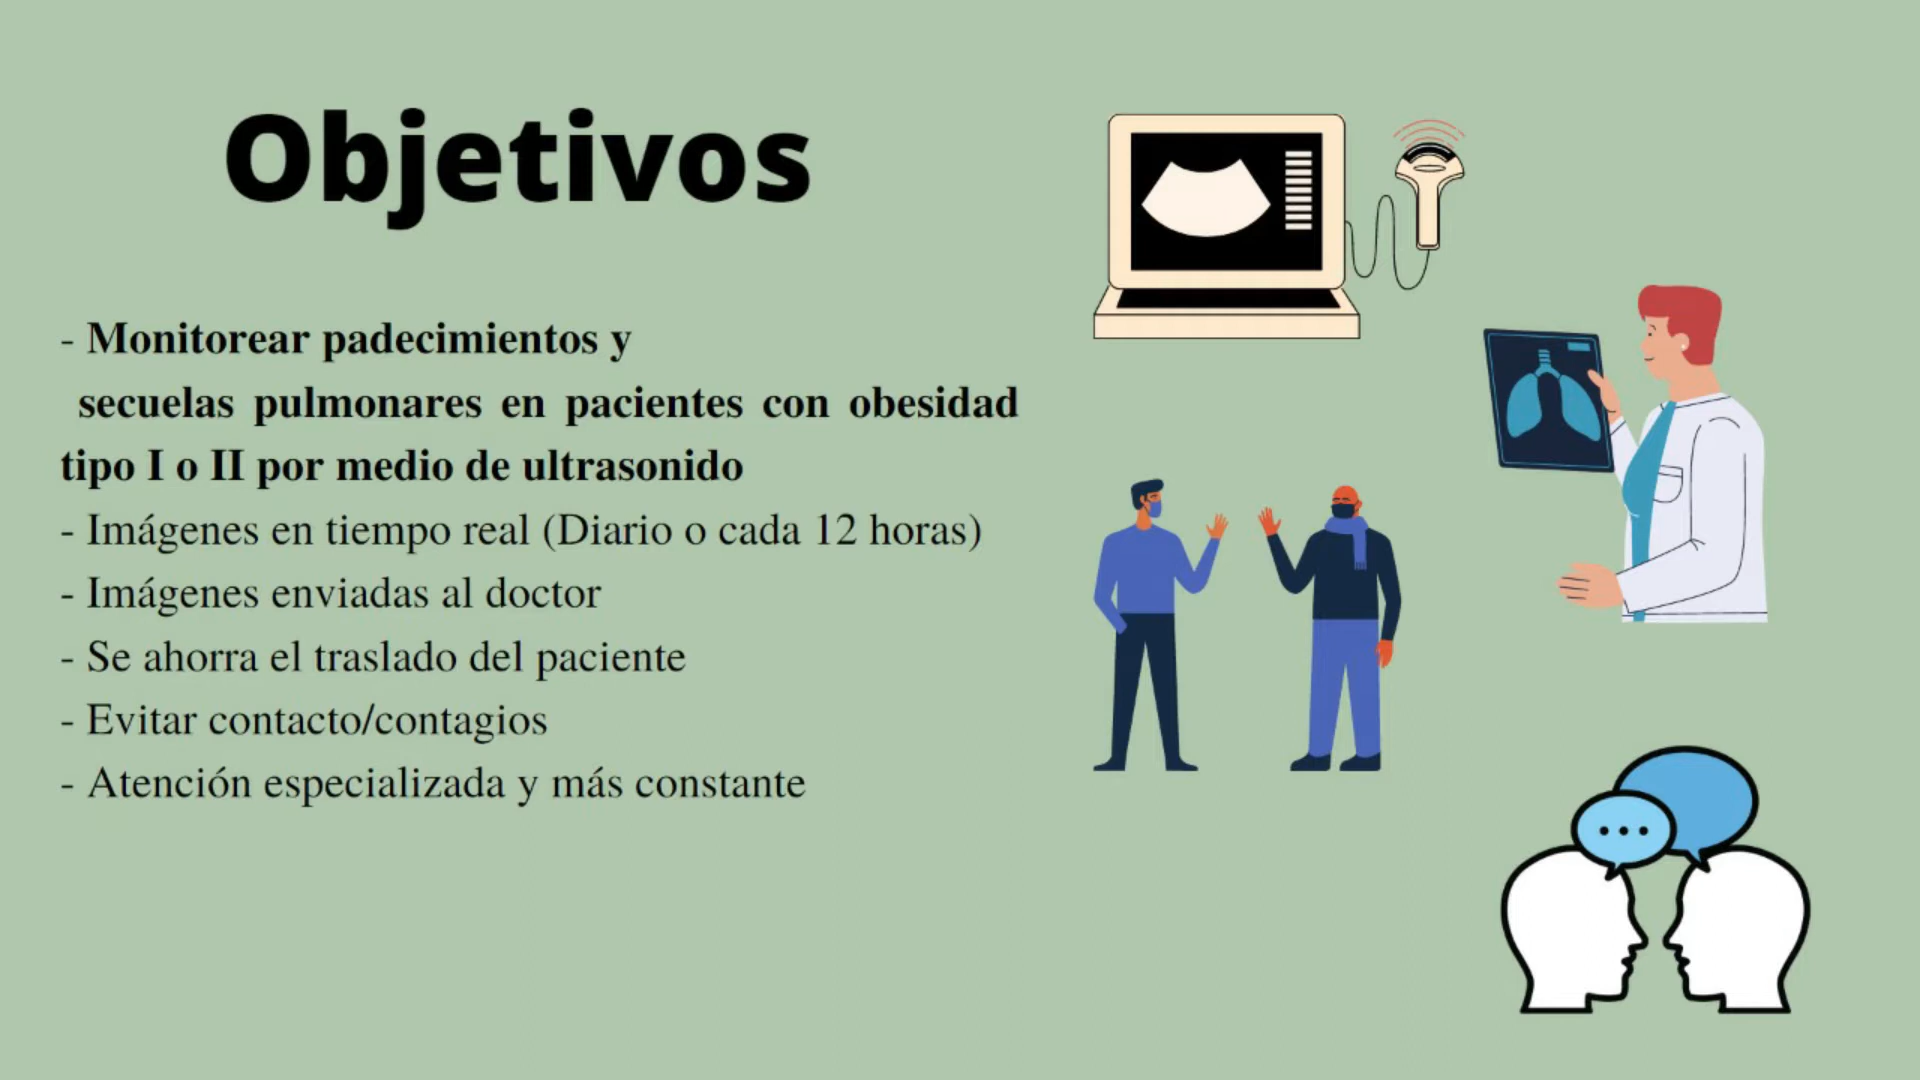 Objetivos
- Monitorear padecimientos y
secuelas pulmonares en pacientes con obesidad
tipo I o II por medio de ultrasonido
- Imágenes en tiempo real (Diario o cada 12 horas)
- Imágenes enviadas al doctor
- Se ahorra el traslado del paciente
- Evitar contacto/contagios
- Atención especializada y más constante